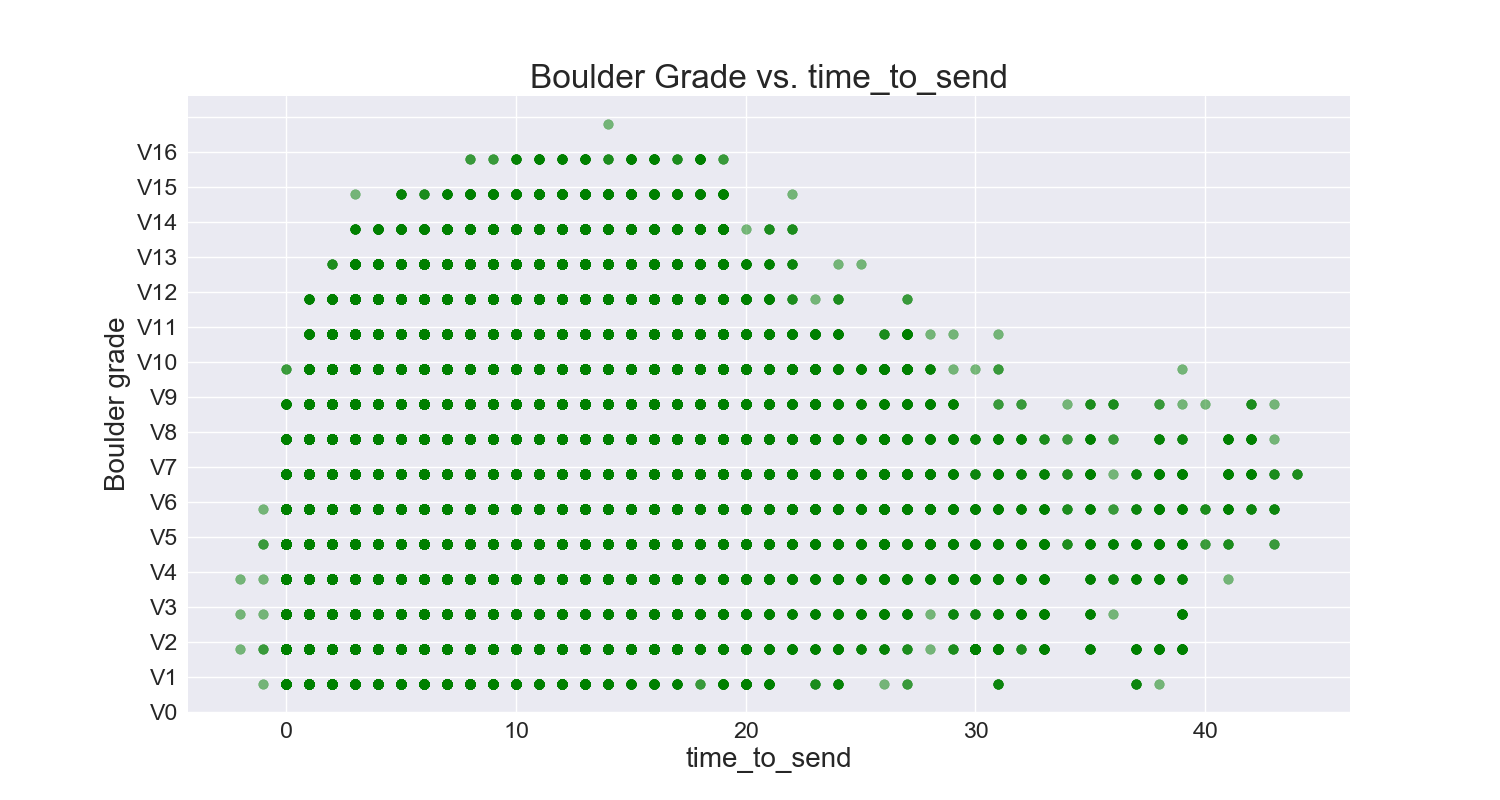 Boulder Grade vs. time_to_send
Boulder grade
V16
V15
V14
V13
V12
V11
V10
V9
V8
V7
V6
V5
V4
V3
V2
V1
V0
0 10 20 30 40
time_to_send